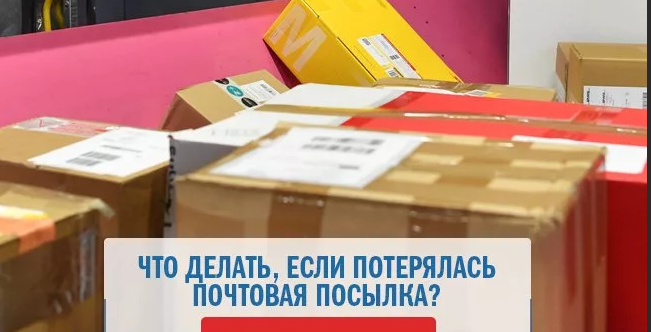 M
ЧТО ДЕЛАТЬ, ЕСЛИ ПОТЕРЯЛАСЬ
ПОЧТОВАЯ ПОСЫЛКА?